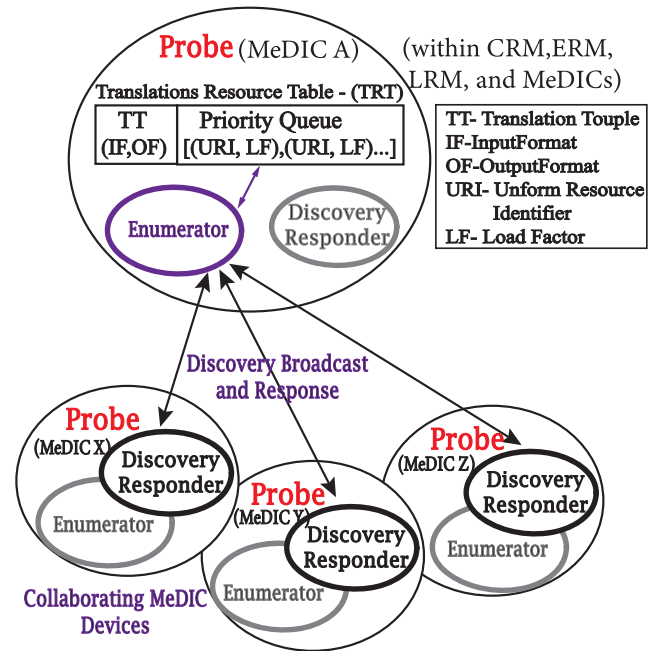 Probe (MeDIC A)
(within CRM,ERM,
LRM, and MeDICs)
Translations Resource Table - (TRT)
TT
(IF,OF)
Priority Queue
[(URI, LF),(URI, LF)...]
TT- Translation Touple
IF-InputFormat
OF-OutputFormat
URI- Unform Resource
Identifier
LF- Load Factor
Enumerator
Discovery
Responder
Discovery Broadcast
and Response
Probe
(MeDIC X)
Discovery
Responder
Enumerator
Probe
(MeDIC Y)
Discovery
Responder
Enumerator
Probe
(MeDIC Z)
Discovery
Responder
Enumerator
Collaborating MeDIC
Devices